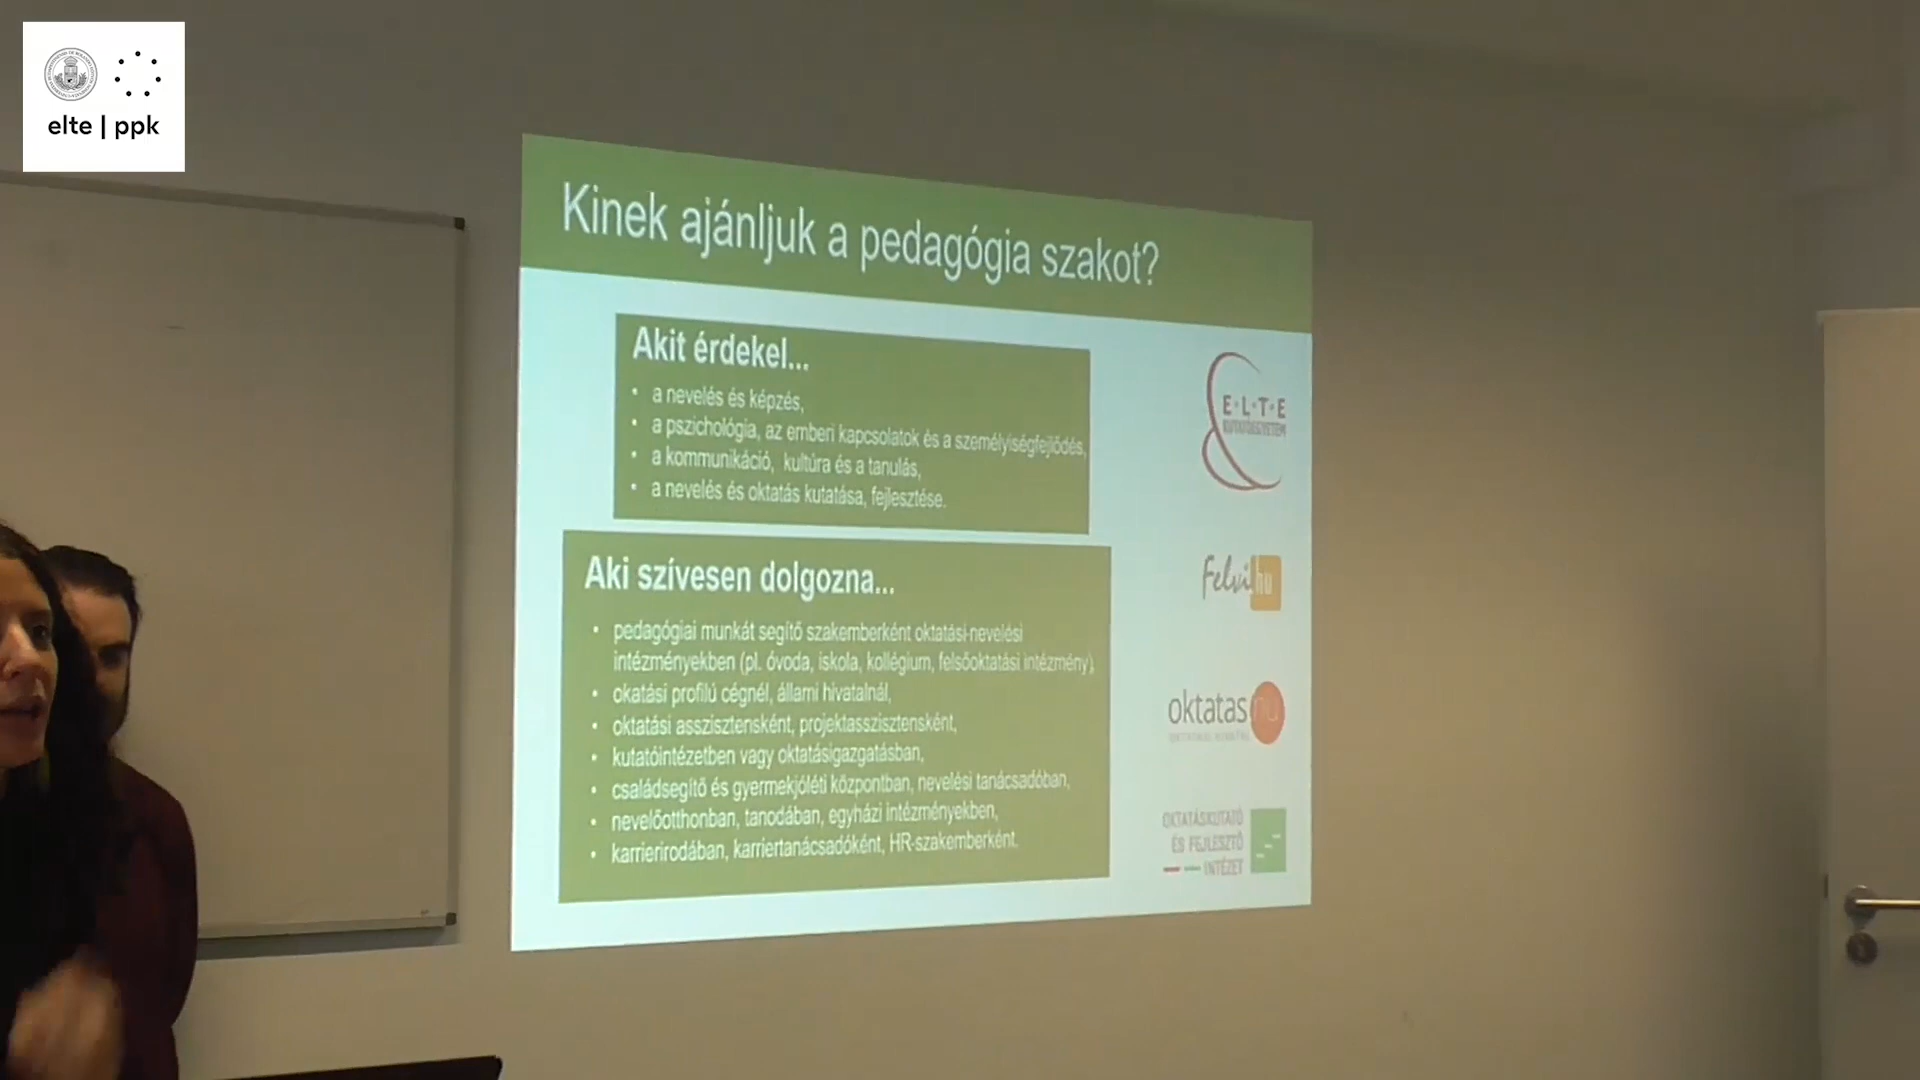 elte | ppk
Kinek ajánljuk a pedagógia szakot?
Akit érdekel...
• a nevelés és képzés,
• a pszichológia, az emberi kapcsolatok és a személyiségfejlődés,
• a kommunikáció, kultúra és a tanulás,
• a nevelés és oktatás kutatása, fejlesztése.
Aki szívesen dolgozna...
• pedagógiai munkát segítő szakemberként oktatási-nevelési
intézményekben (pl. óvoda, iskola, kollégium, felsőoktatási intézmény),
• okatási profilú cégnél, állami hivatalnál,
• oktatási asszisztensként, projektasszisztensként,
• kutatóintézetben vagy oktatásigazgatásban,
• családsegítő és gyermekjóléti központban, nevelési tanácsadóban,
• nevelőotthonban, tanodában, egyházi intézményekben,
• karrierirodában, karriertanácsadóként, HR-szakemberként.
E·L·T·E
KUTATÓEGYETEM
felvi.hu
oktatas.hu
OKTATÁSKUTATÓ
ÉS FEJLESZTŐ
INTÉZET